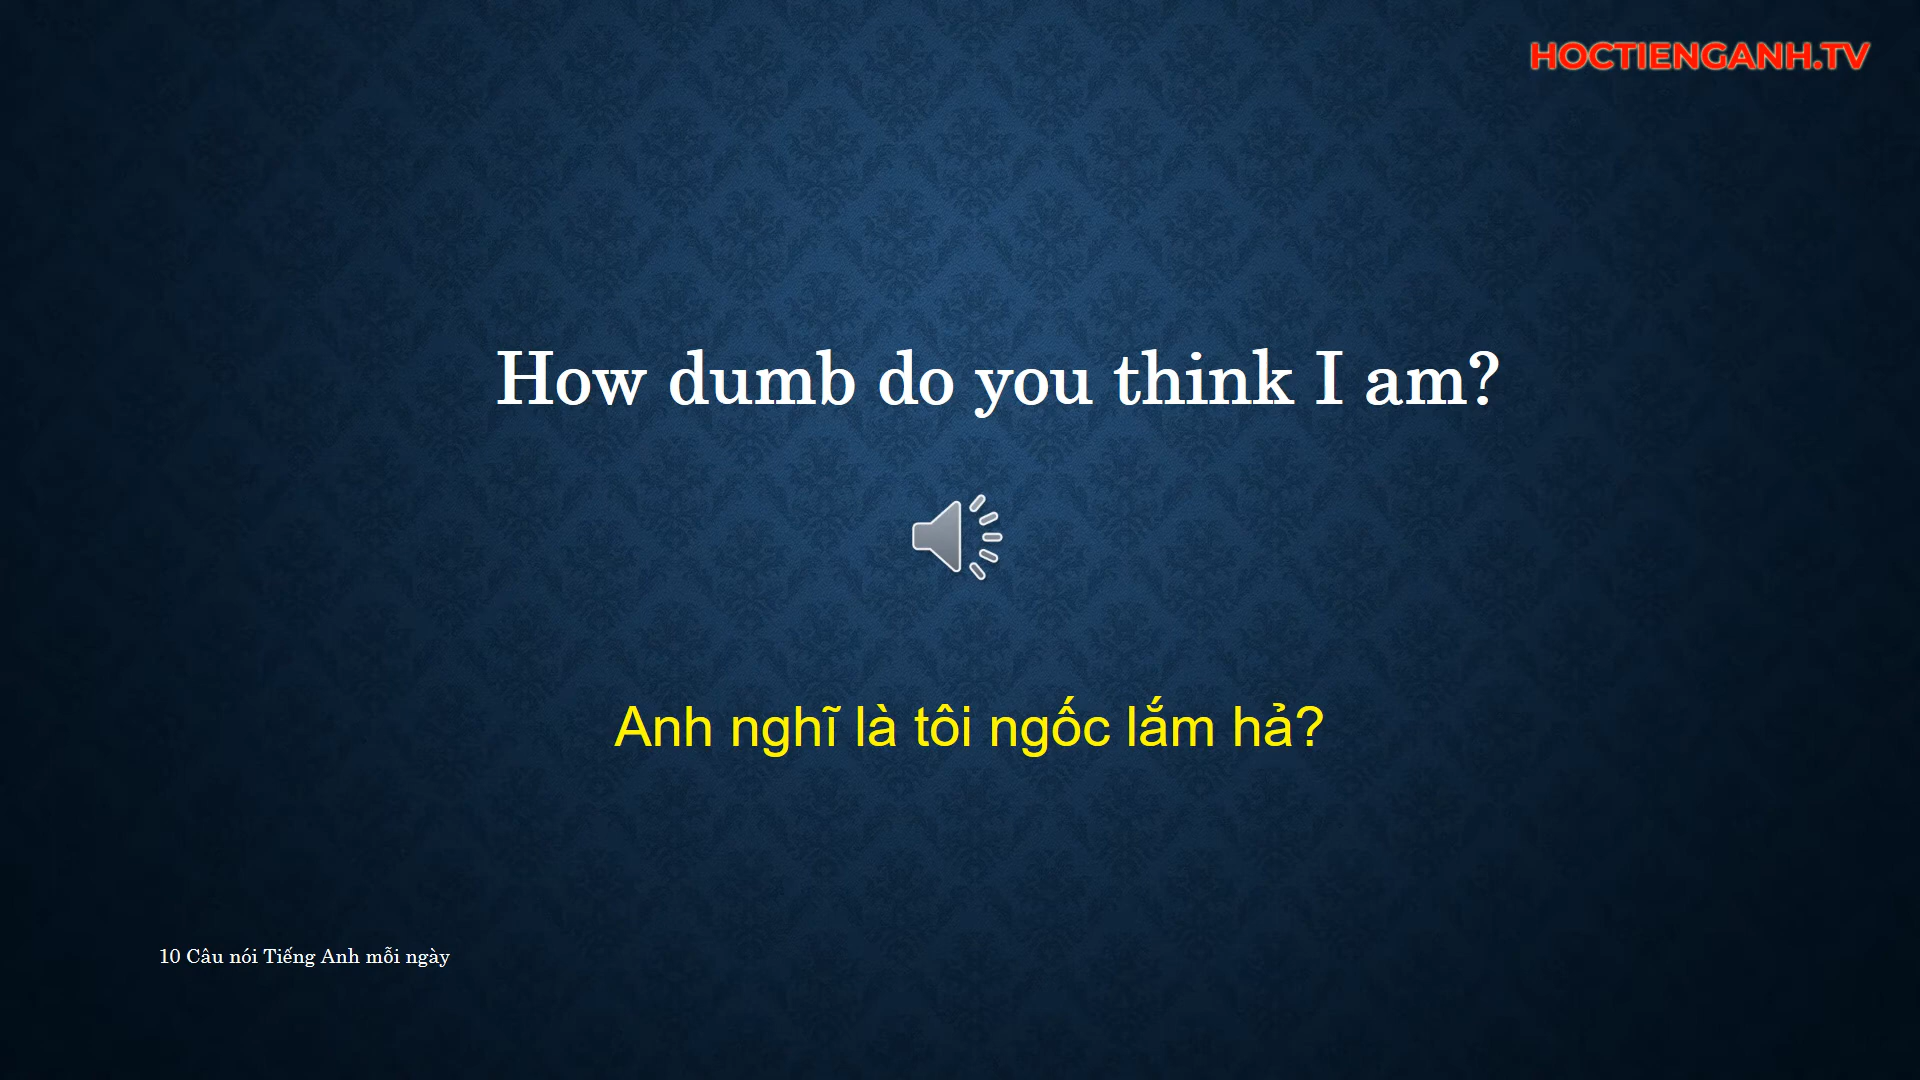 HOCTIENGANH.TV
How dumb do you think I am?
Anh nghĩ là tôi ngốc lắm hả?
10 Câu nói Tiếng Anh mỗi ngày